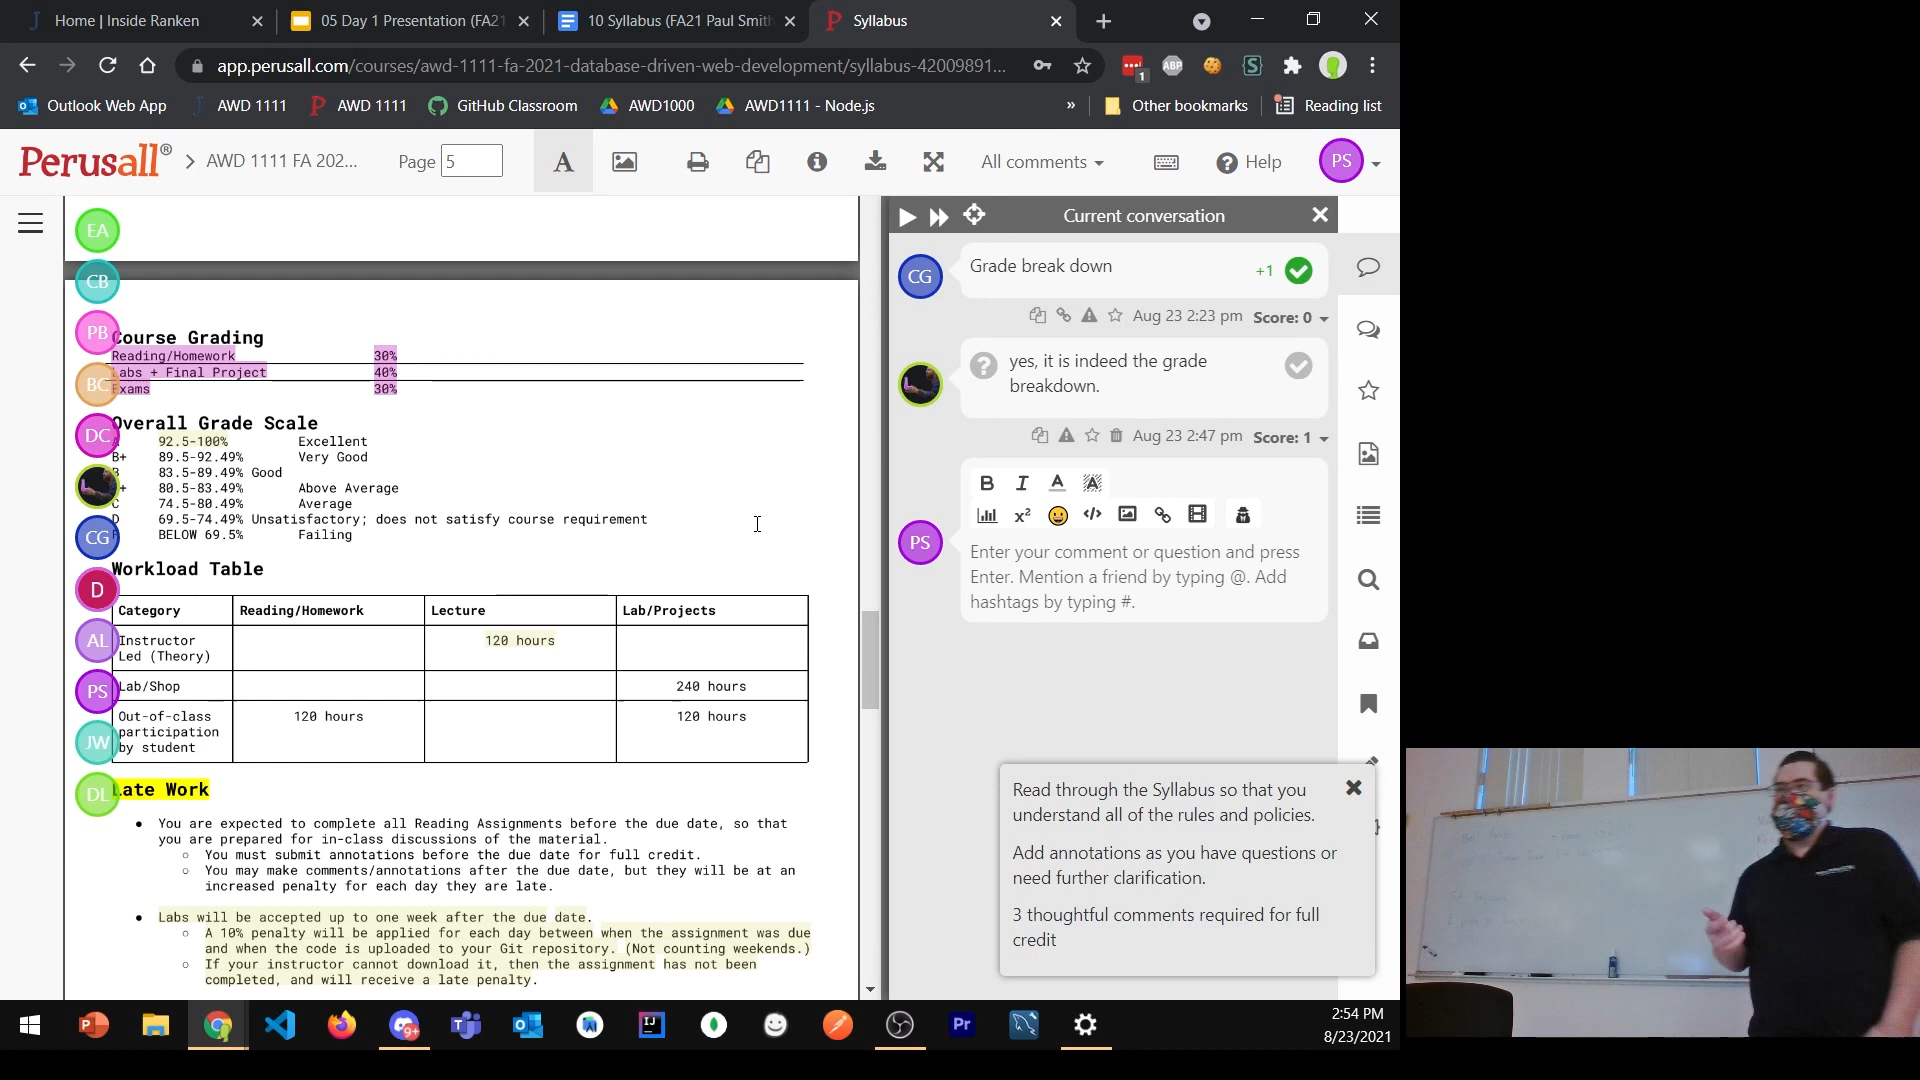 Home | Inside Ranken
05 Day 1 Presentation (FA21
10 Syllabus (FA21 Paul Smith
Syllabus
app.perusall.com/courses/awd-1111-fa-2021-database-driven-web-development/syllabus-42009891...
1
ABP
Outlook Web App
AWD 1111
AWD 1111
GitHub Classroom
AWD1000
AWD1111 - Node.js
»
Other bookmarks
Reading list
Perusall®
AWD 1111 FA 202...
Page 5
A
All comments
Help
PS
EA
CB
PB
BC
DC
CG
D
AL
PS
JW
DL
Course Grading
Reading/Homework 30%
Labs + Final Project 40%
Exams 30%
Overall Grade Scale
92.5-100% Excellent
B+ 89.5-92.49% Very Good
B 83.5-89.49% Good
+ 80.5-83.49% Above Average
C 74.5-80.49% Average
D 69.5-74.49% Unsatisfactory; does not satisfy course requirement
BELOW 69.5% Failing
Workload Table
Category Reading/Homework Lecture Lab/Projects
Instructor
Led (Theory)
120 hours
Lab/Shop
240 hours
Out-of-class
participation
by student
120 hours
120 hours
Late Work
You are expected to complete all Reading Assignments before the due date, so that
you are prepared for in-class discussions of the material.
You must submit annotations before the due date for full credit.
You may make comments/annotations after the due date, but they will be at an
increased penalty for each day they are late.
Labs will be accepted up to one week after the due date.
A 10% penalty will be applied for each day between when the assignment was due
and when the code is uploaded to your Git repository. (Not counting weekends.)
If your instructor cannot download it, then the assignment has not been
completed, and will receive a late penalty.
Current conversation
CG
Grade break down
+1
Aug 23 2:23 pm Score: 0
yes, it is indeed the grade
breakdown.
Aug 23 2:47 pm Score: 1
B I A A
x²
PS
Enter your comment or question and press
Enter. Mention a friend by typing @. Add
hashtags by typing #.
Read through the Syllabus so that you
understand all of the rules and policies.
Add annotations as you have questions or
need further clarification.
3 thoughtful comments required for full
credit
9+
Pr
2:54 PM
8/23/2021